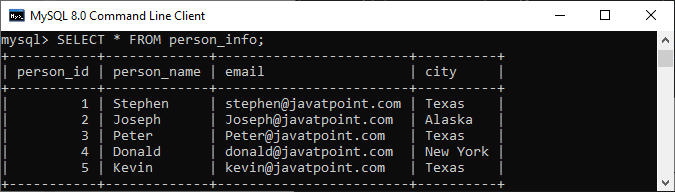 MySQL 8.0 Command Line Client
mysql> SELECT * FROM person_info;
+-----------+-------------+------------------------+----------+
| person_id | person_name | email                  | city     |
+-----------+-------------+------------------------+----------+
|         1 | Stephen     | stephen@javatpoint.com | Texas    |
|         2 | Joseph      | Joseph@javatpoint.com  | Alaska   |
|         3 | Peter       | Peter@javatpoint.com   | Texas    |
|         4 | Donald      | donald@javatpoint.com  | New York |
|         5 | Kevin       | kevin@javatpoint.com   | Texas    |
+-----------+-------------+------------------------+----------+